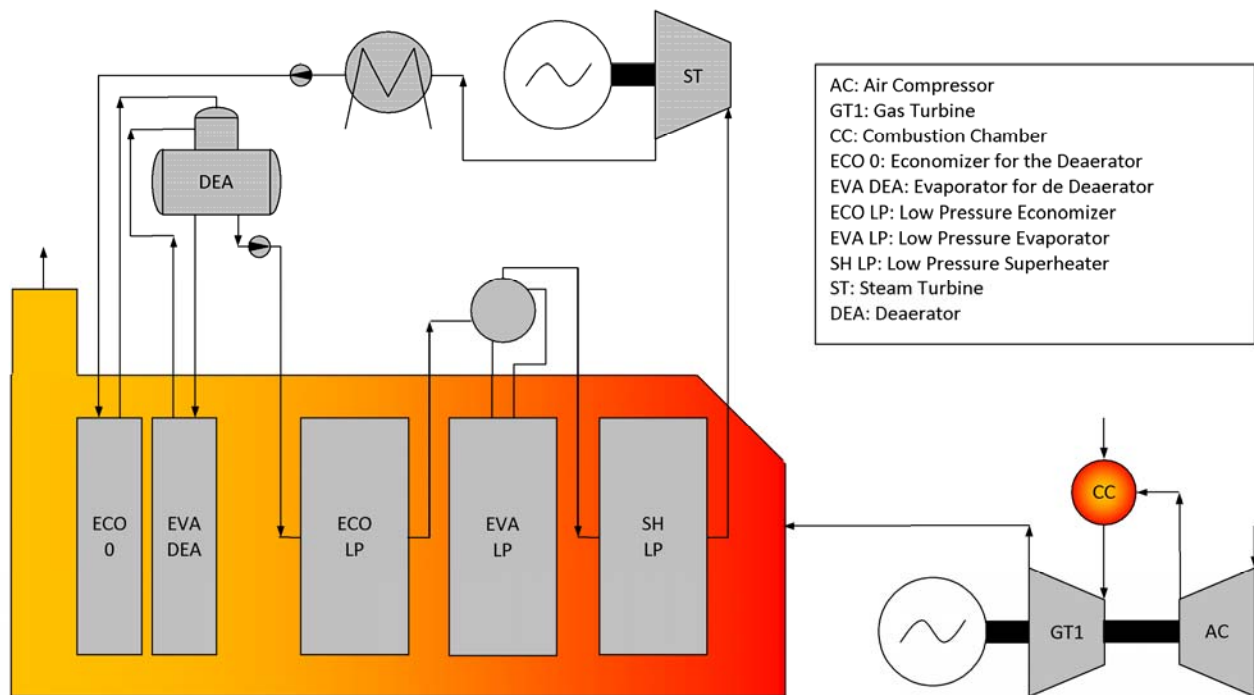 ST
DEA
AC: Air Compressor
GT1: Gas Turbine
CC: Combustion Chamber
ECO 0: Economizer for the Deaerator
EVA DEA: Evaporator for de Deaerator
ECO LP: Low Pressure Economizer
EVA LP: Low Pressure Evaporator
SH LP: Low Pressure Superheater
ST: Steam Turbine
DEA: Deaerator
ECO
0
EVA
DEA
ECO
LP
EVA
LP
SH
LP
CC
GT1
AC